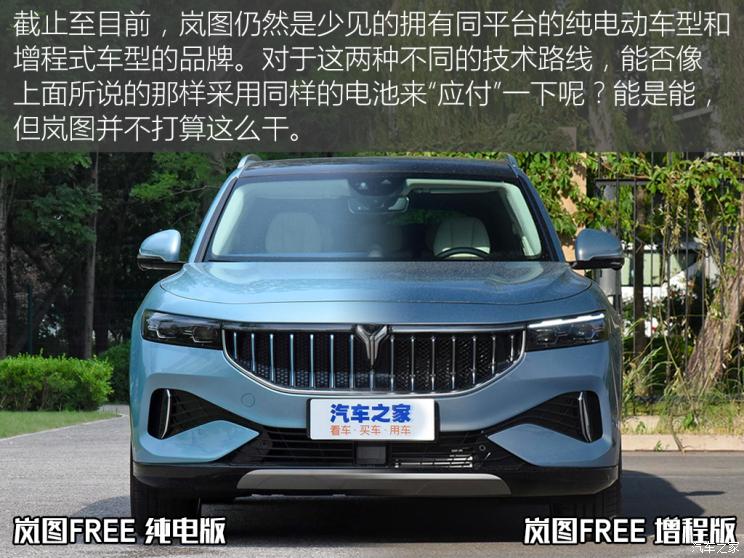 截止至目前，岚图仍然是少见的拥有同平台的纯电动车型和
增程式车型的品牌。对于这两种不同的技术路线，能否像
上面所说的那样采用同样的电池来“应付”一下呢？能是能，
但岚图并不打算这么干。
汽车之家
看车·买车·用车
岚图FREE 纯电版
岚图FREE 增程版
汽车之家